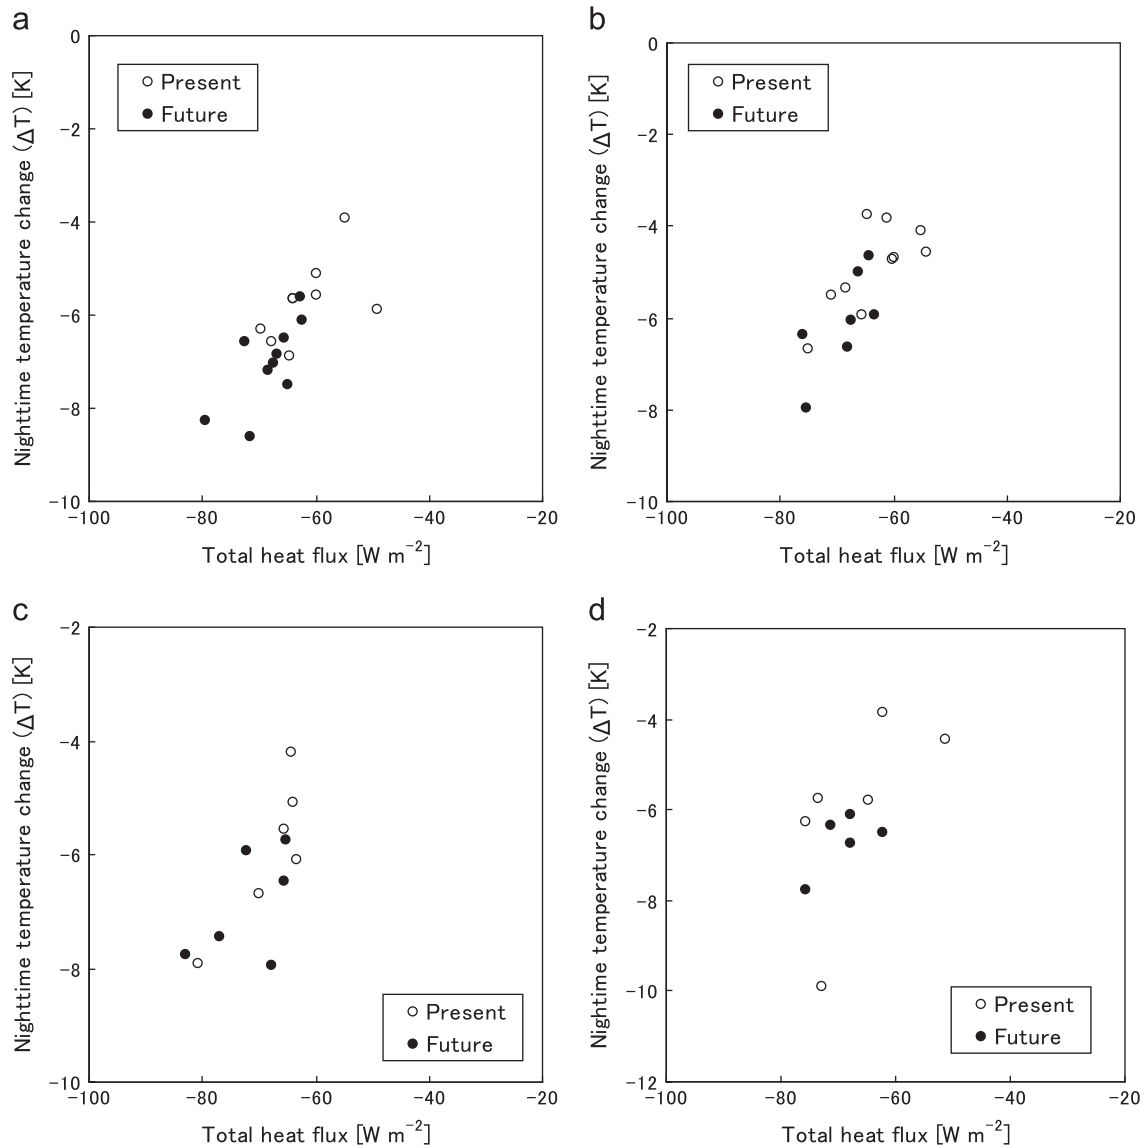 a
0
-2
-4
-6
-8
-10
-100
-80
-60
-40
-20
Nighttime temperature change (ΔT) [K]
Total heat flux [W m⁻²]
Present
Future
b
0
-2
-4
-6
-8
-10
-100
-80
-60
-40
-20
Nighttime temperature change (ΔT) [K]
Total heat flux [W m⁻²]
Present
Future
c
-2
-4
-6
-8
-10
-100
-80
-60
-40
-20
Nighttime temperature change (ΔT) [K]
Total heat flux [W m⁻²]
Present
Future
d
-2
-4
-6
-8
-10
-12
-100
-80
-60
-40
-20
Nightime temperature change (ΔT) [K]
Total heat flux [W m⁻²]
Present
Future